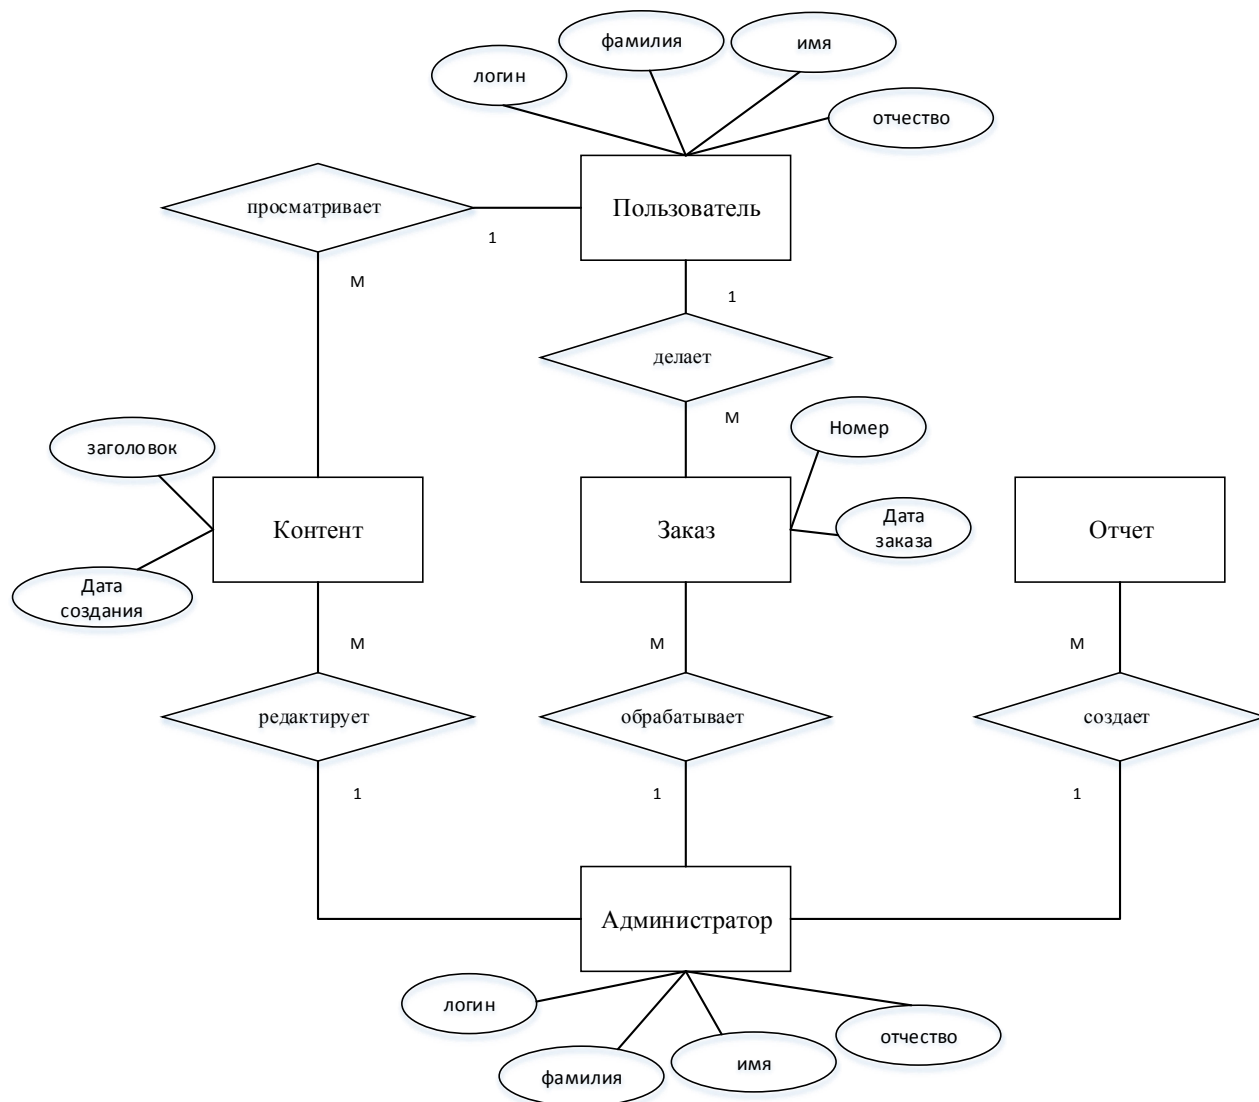 фамилия
имя
логин
отчество
просматривает
Пользователь
1
М
1
делает
М
Номер
заголовок
Контент
Заказ
Дата
заказа
Отчет
Дата
создания
М
М
М
редактирует
обрабатывает
создает
1
1
1
Администратор
логин
отчество
фамилия
имя